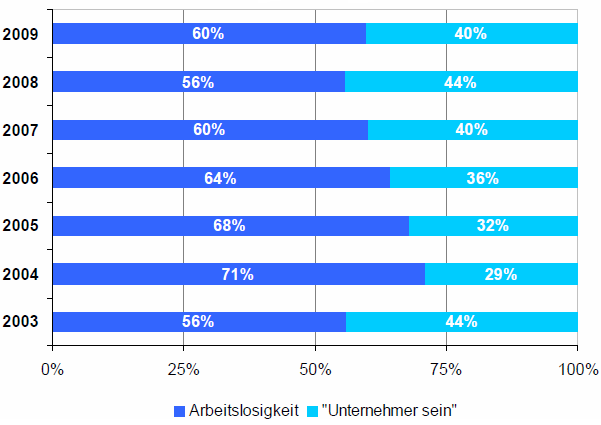 2009 60% 40%
2008 56% 44%
2007 60% 40%
2006 64% 36%
2005 68% 32%
2004 71% 29%
2003 56% 44%
0% 25% 50% 75% 100%
Arbeitslosigkeit "Unternehmer sein"